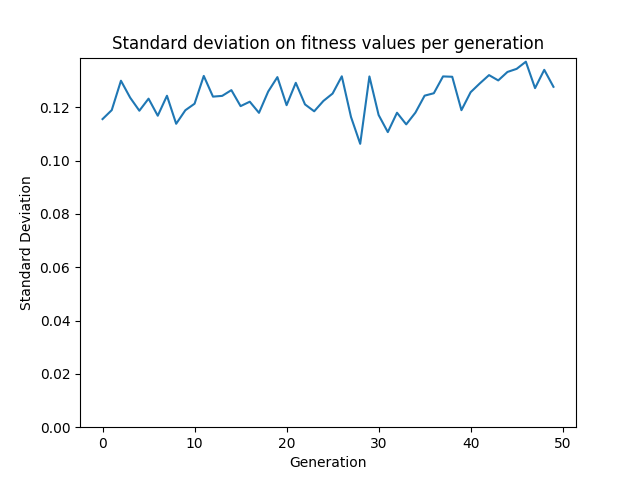 Standard deviation on fitness values per generation
0.12
0.10
0.08
0.06
0.04
0.02
0.00
Standard Deviation
0 10 20 30 40 50
Generation